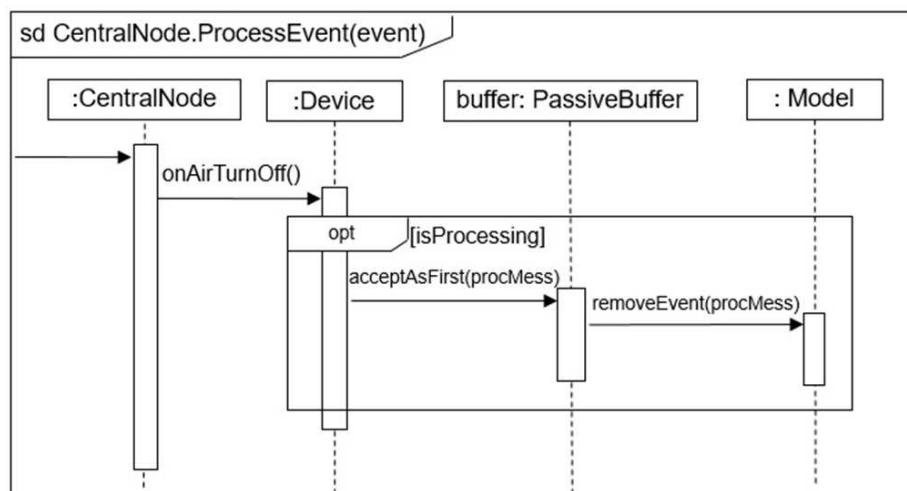 sd CentralNode.ProcessEvent(event)
:CentralNode
:Device
buffer: PassiveBuffer
: Model
onAirTurnOff()
opt
[isProcessing]
acceptAsFirst(procMess)
removeEvent(procMess)